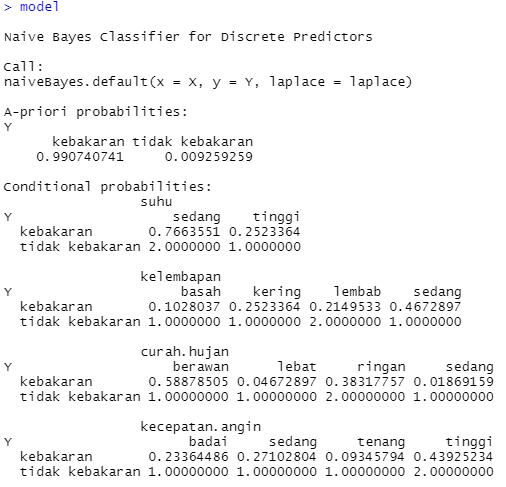 > model
Naive Bayes Classifier for Discrete Predictors
Call:
naiveBayes.default(x = X, y = Y, laplace = laplace)
A-priori probabilities:
Y
kebakaran tidak kebakaran
0.990740741 0.009259259
Conditional probabilities:
suhu
Y sedang tinggi
kebakaran 0.7663551 0.2523364
tidak kebakaran 2.0000000 1.0000000
kelembapan
Y basah kering lembab sedang
kebakaran 0.1028037 0.2523364 0.2149533 0.4672897
tidak kebakaran 1.0000000 1.0000000 2.0000000 1.0000000
curah.hujan
Y berawan lebat ringan sedang
kebakaran 0.58878505 0.04672897 0.38317757 0.01869159
tidak kebakaran 1.00000000 1.00000000 2.00000000 1.00000000
kecepatan.angin
Y badai sedang tenang tinggi
kebakaran 0.23364486 0.27102804 0.09345794 0.43925234
tidak kebakaran 1.00000000 1.00000000 1.00000000 2.00000000